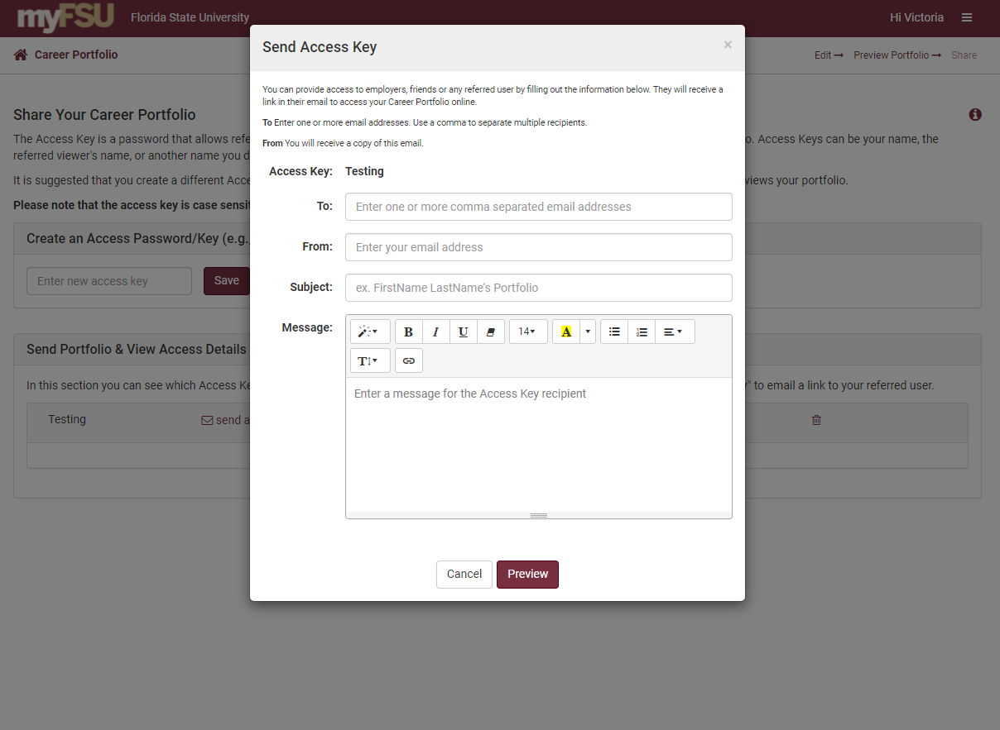 myFSU Florida State University Hi Victoria
Career Portfolio Edit Preview Portfolio Share
Send Access Key ×
You can provide access to employers, friends or any referred user by filling out the information below. They will receive a
link in their email to access your Career Portfolio online.
To Enter one or more email addresses. Use a comma to separate multiple recipients.
From You will receive a copy of this email.
Access Key: Testing
To: Enter one or more comma separated email addresses
From: Enter your email address
Subject: ex. FirstName LastName's Portfolio
Message:
B I U 14 A
T
Enter a message for the Access Key recipient
Cancel Preview
Share Your Career Portfolio
The Access Key is a password that allows refe
o. Access Keys can be your name, the
referred viewer's name, or another name you d
It is suggested that you create a different Acce
views your portfolio.
Please note that the access key is case sensit
Create an Access Password/Key (e.g.,
Enter new access key Save
Send Portfolio & View Access Details
In this section you can see which Access Ke
y" to email a link to your referred user.
Testing send a